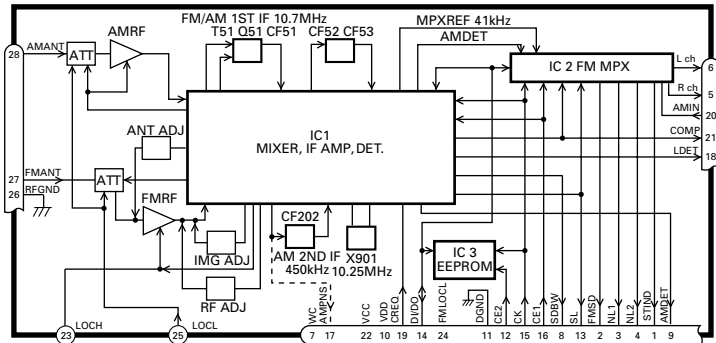 FM/AM 1ST IF 10.7MHz
MPXREF 41kHz
AMRF
T51 Q51 CF51
CF52 CF53
AMDET
AMANT
28
ATT
IC 2 FM MPX
L ch
6
R ch
5
AMIN
20
COMP
21
LDET
18
IC1
MIXER, IF AMP, DET.
ANT ADJ
27
FMANT
ATT
26
RFGND
FMRF
CF202
IMG ADJ
AM 2ND IF
450kHz
X901
10.25MHz
IC 3
EEPROM
RF ADJ
LOCH
23
LOCL
25
WC
7
AMPNS
17
VCC
22
VDD
10
CREQ
19
DI/DO
14
FMLOCL
24
DGND
11
CE2
12
CK
15
CE1
16
SDBW
8
SL
13
FMSD
2
NL1
3
NL2
4
STIND
1
AMDET
9